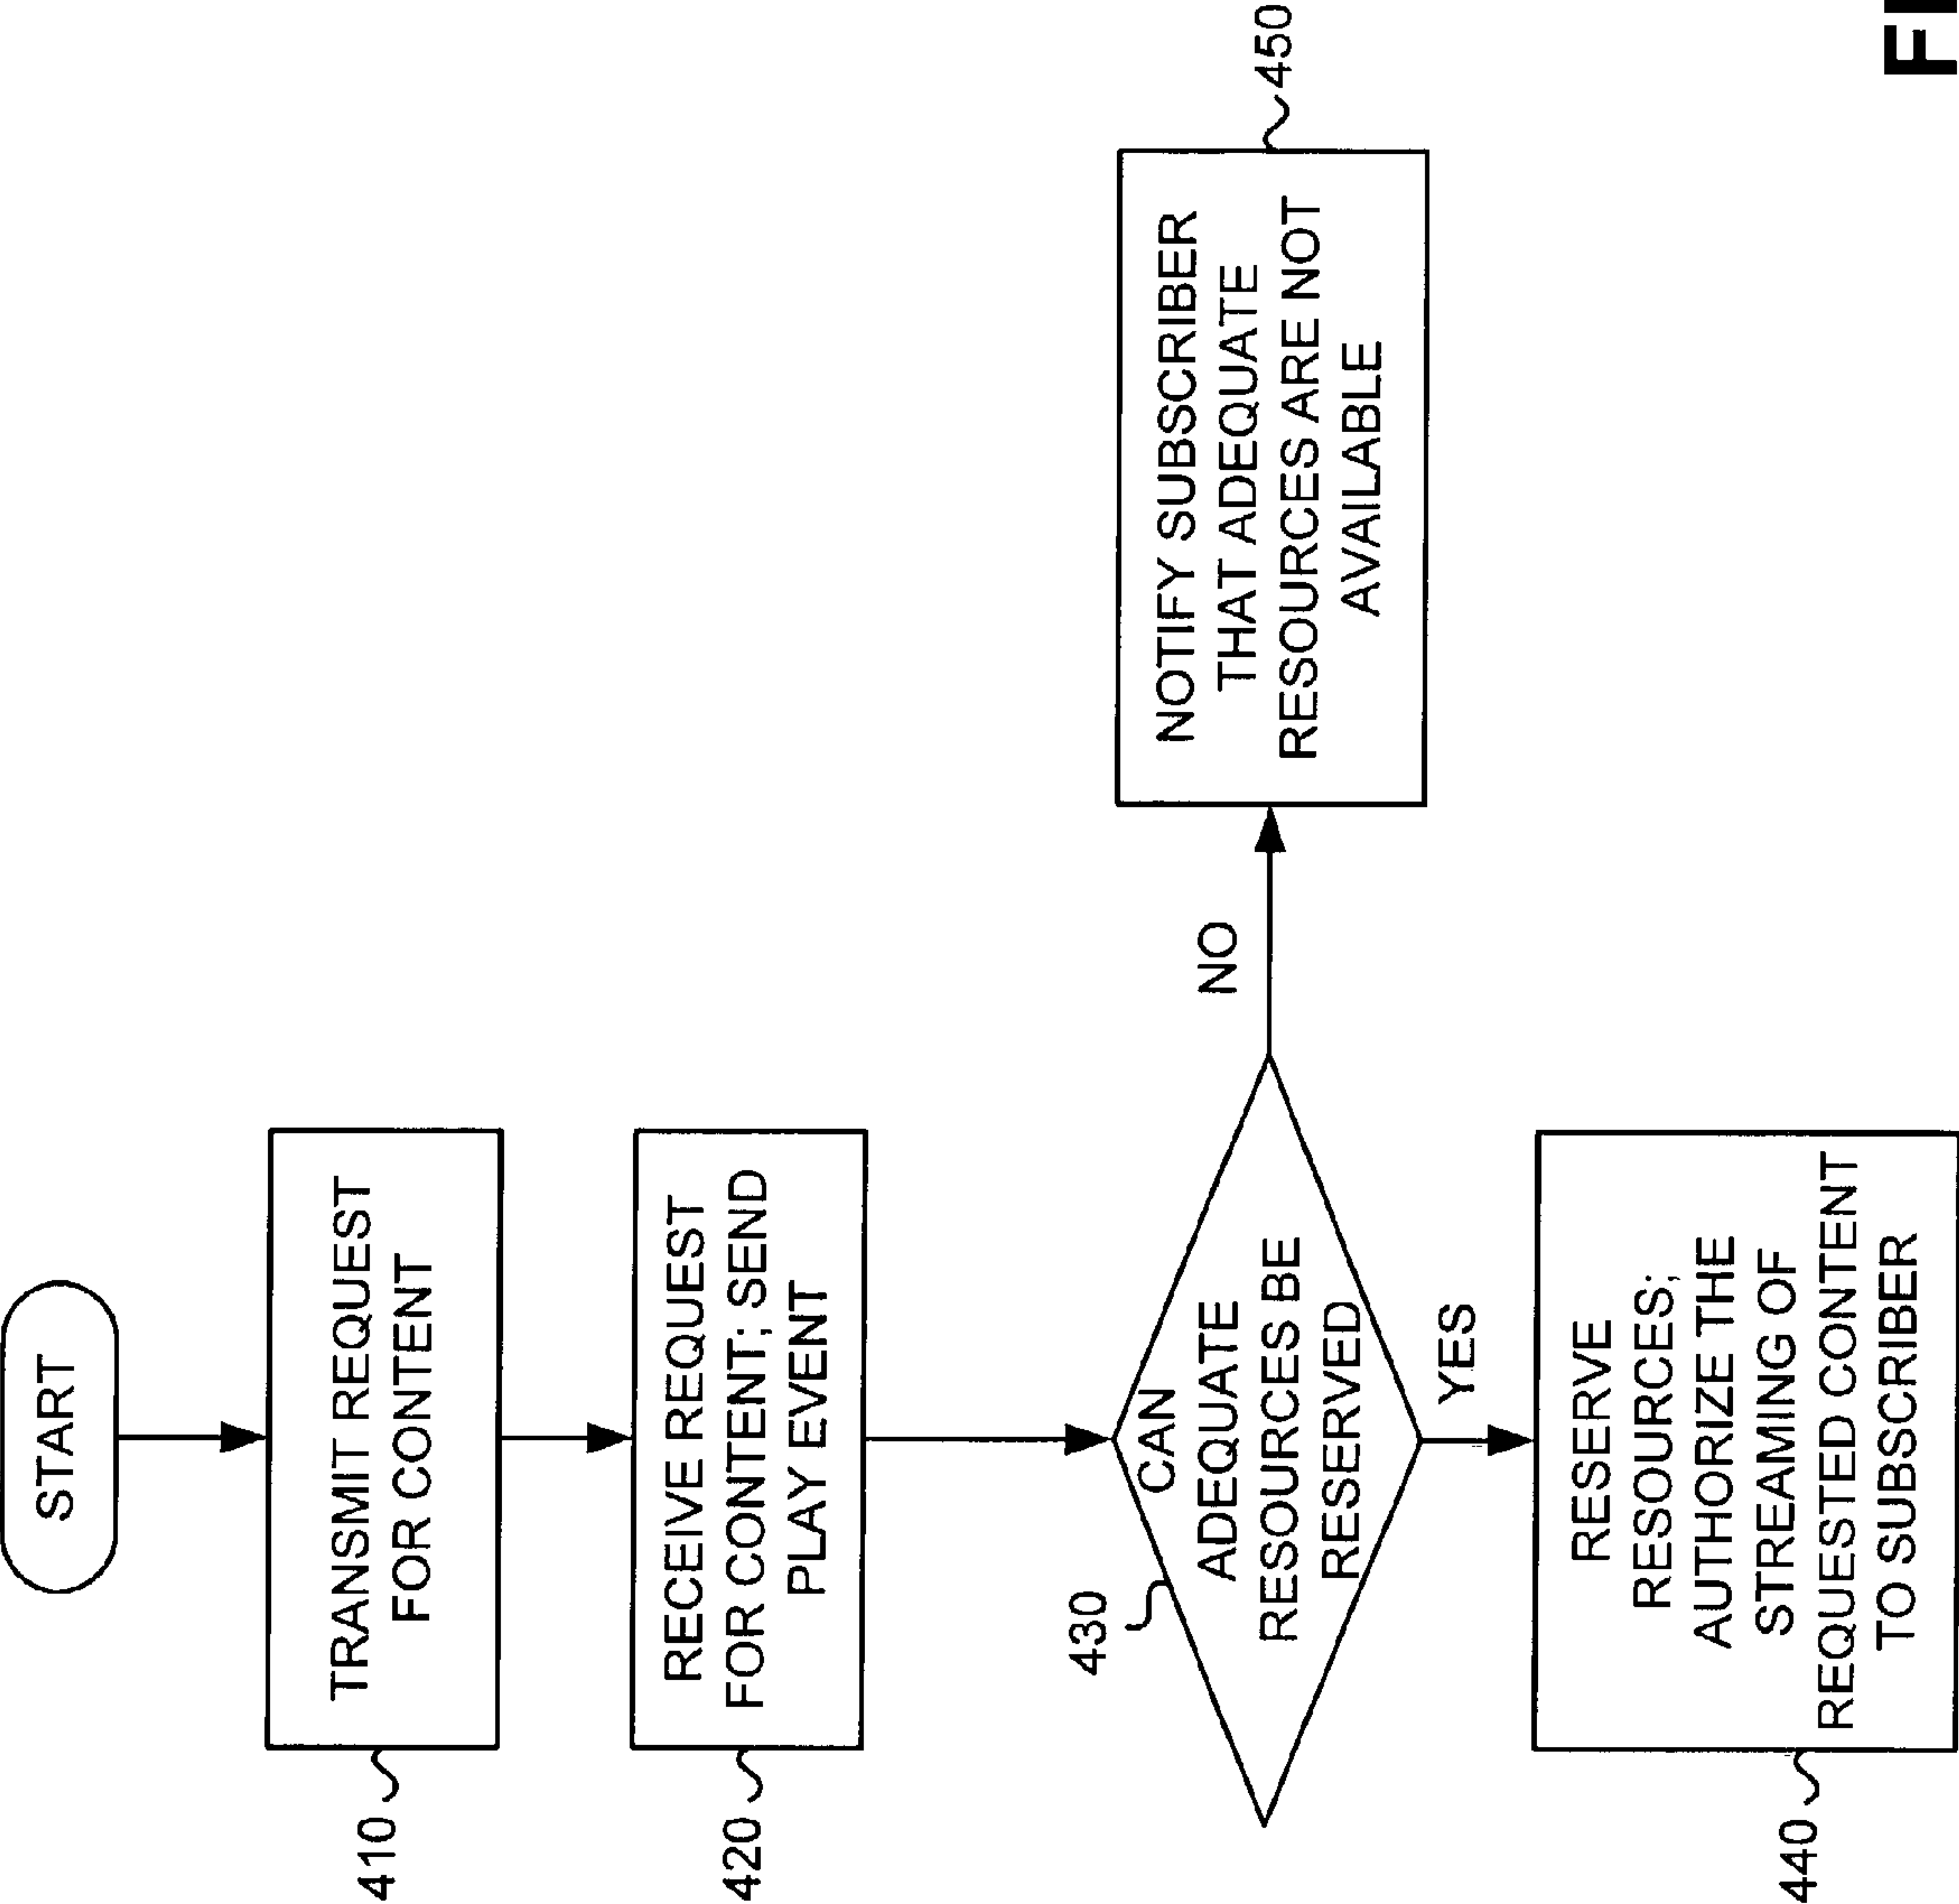 START
410
TRANSMIT REQUEST
FOR CONTENT
420
RECEIVE REQUEST
FOR CONTENT; SEND
PLAY EVENT
430
CAN
ADEQUATE
RESOURCES BE
RESERVED
NO
NOTIFY SUBSCRIBER
THAT ADEQUATE
RESOURCES ARE NOT
AVAILABLE
450
YES
440
RESERVE
RESOURCES;
AUTHORIZE THE
STREAMING OF
REQUESTED CONTENT
TO SUBSCRIBER